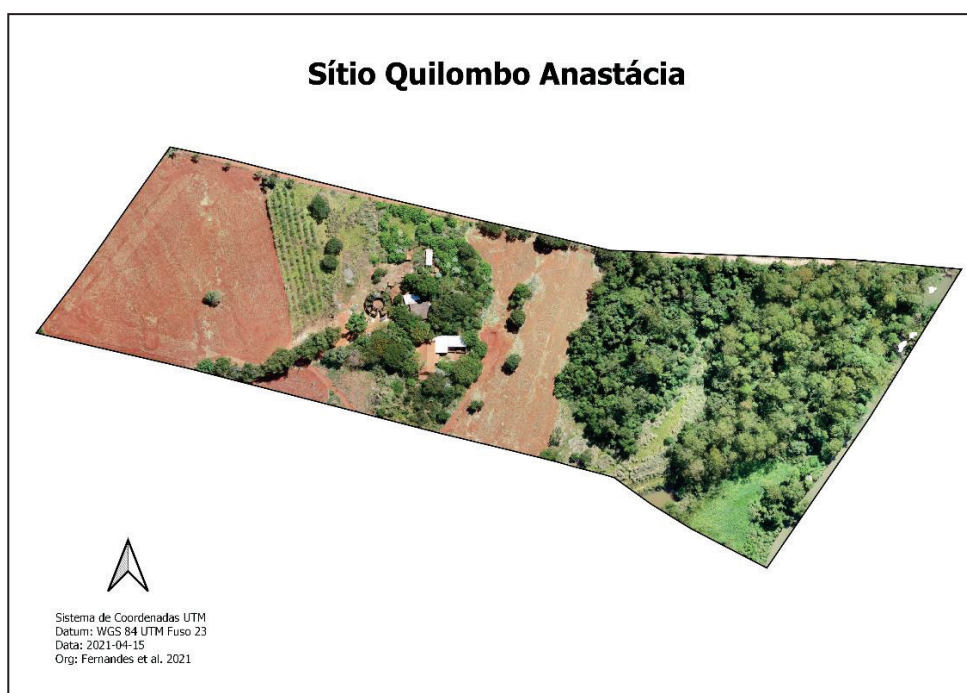 Sítio Quilombo Anastácia
Sistema de Coordenadas UTM
Datum: WGS 84 UTM Fuso 23
Data: 2021-04-15
Org: Fernandes et al. 2021